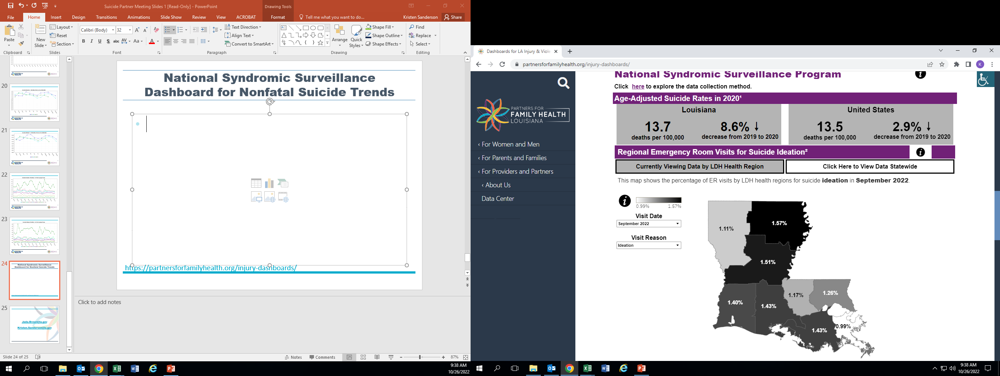 Suicide Partner Meeting Slides 1 [Read-Only] - PowerPoint
Drawing Tools
File
Home
Insert
Design
Transitions
Animations
Slide Show
Review
View
ACROBAT
Format
Tell me what you want to do...
Kristen Sanderson
Share
Paste
New Slide
Layout
Reset
Section
Calibri (Body)
32
B I U S abc AV Aa A
Text Direction
Align Text
Convert to SmartArt
Arrange
Quick Styles
Shape Fill
Shape Outline
Shape Effects
Find
Replace
Select
Clipboard
Slides
Font
Paragraph
Drawing
Editing
20
21
22
23
24
National Syndromic Surveillance
Dashboard for Nonfatal Suicide Trends
25
Jada.Brown@la.gov
Kristen.Sanderson@la.gov
National Syndromic Surveillance
Dashboard for Nonfatal Suicide Trends
https://partnersforfamilyhealth.org/injury-dashboards/
Click to add notes
Slide 24 of 25
Notes
Comments
87%
9:38 AM
10/26/2022
Dashboards for LA Injury & Viole
partnersforfamilyhealth.org/injury-dashboards/
K
PARTNERS FOR
FAMILY HEALTH
LOUISIANA
‹ For Women and Men
‹ For Parents and Families
‹ For Providers and Partners
‹ About Us
Data Center
National Syndromic Surveillance Program
Click here to explore the data collection method.
Age-Adjusted Suicide Rates in 2020¹
Louisiana
13.7
deaths per 100,000
8.6% ↓
decrease from 2019 to 2020
United States
13.5
deaths per 100,000
2.9% ↓
decrease from 2019 to 2020
Regional Emergency Room Visits for Suicide Ideation²
Currently Viewing Data by LDH Health Region
Click Here to View Data Statewide
This map shows the percentage of ER visits by LDH health regions for suicide ideation in September 2022.
0.99%
1.57%
Visit Date
September 2022
Visit Reason
Ideation
1.11%
1.57%
1.51%
1.40%
1.43%
1.17%
1.26%
1.43%
0.99%
9:38 AM
10/26/2022